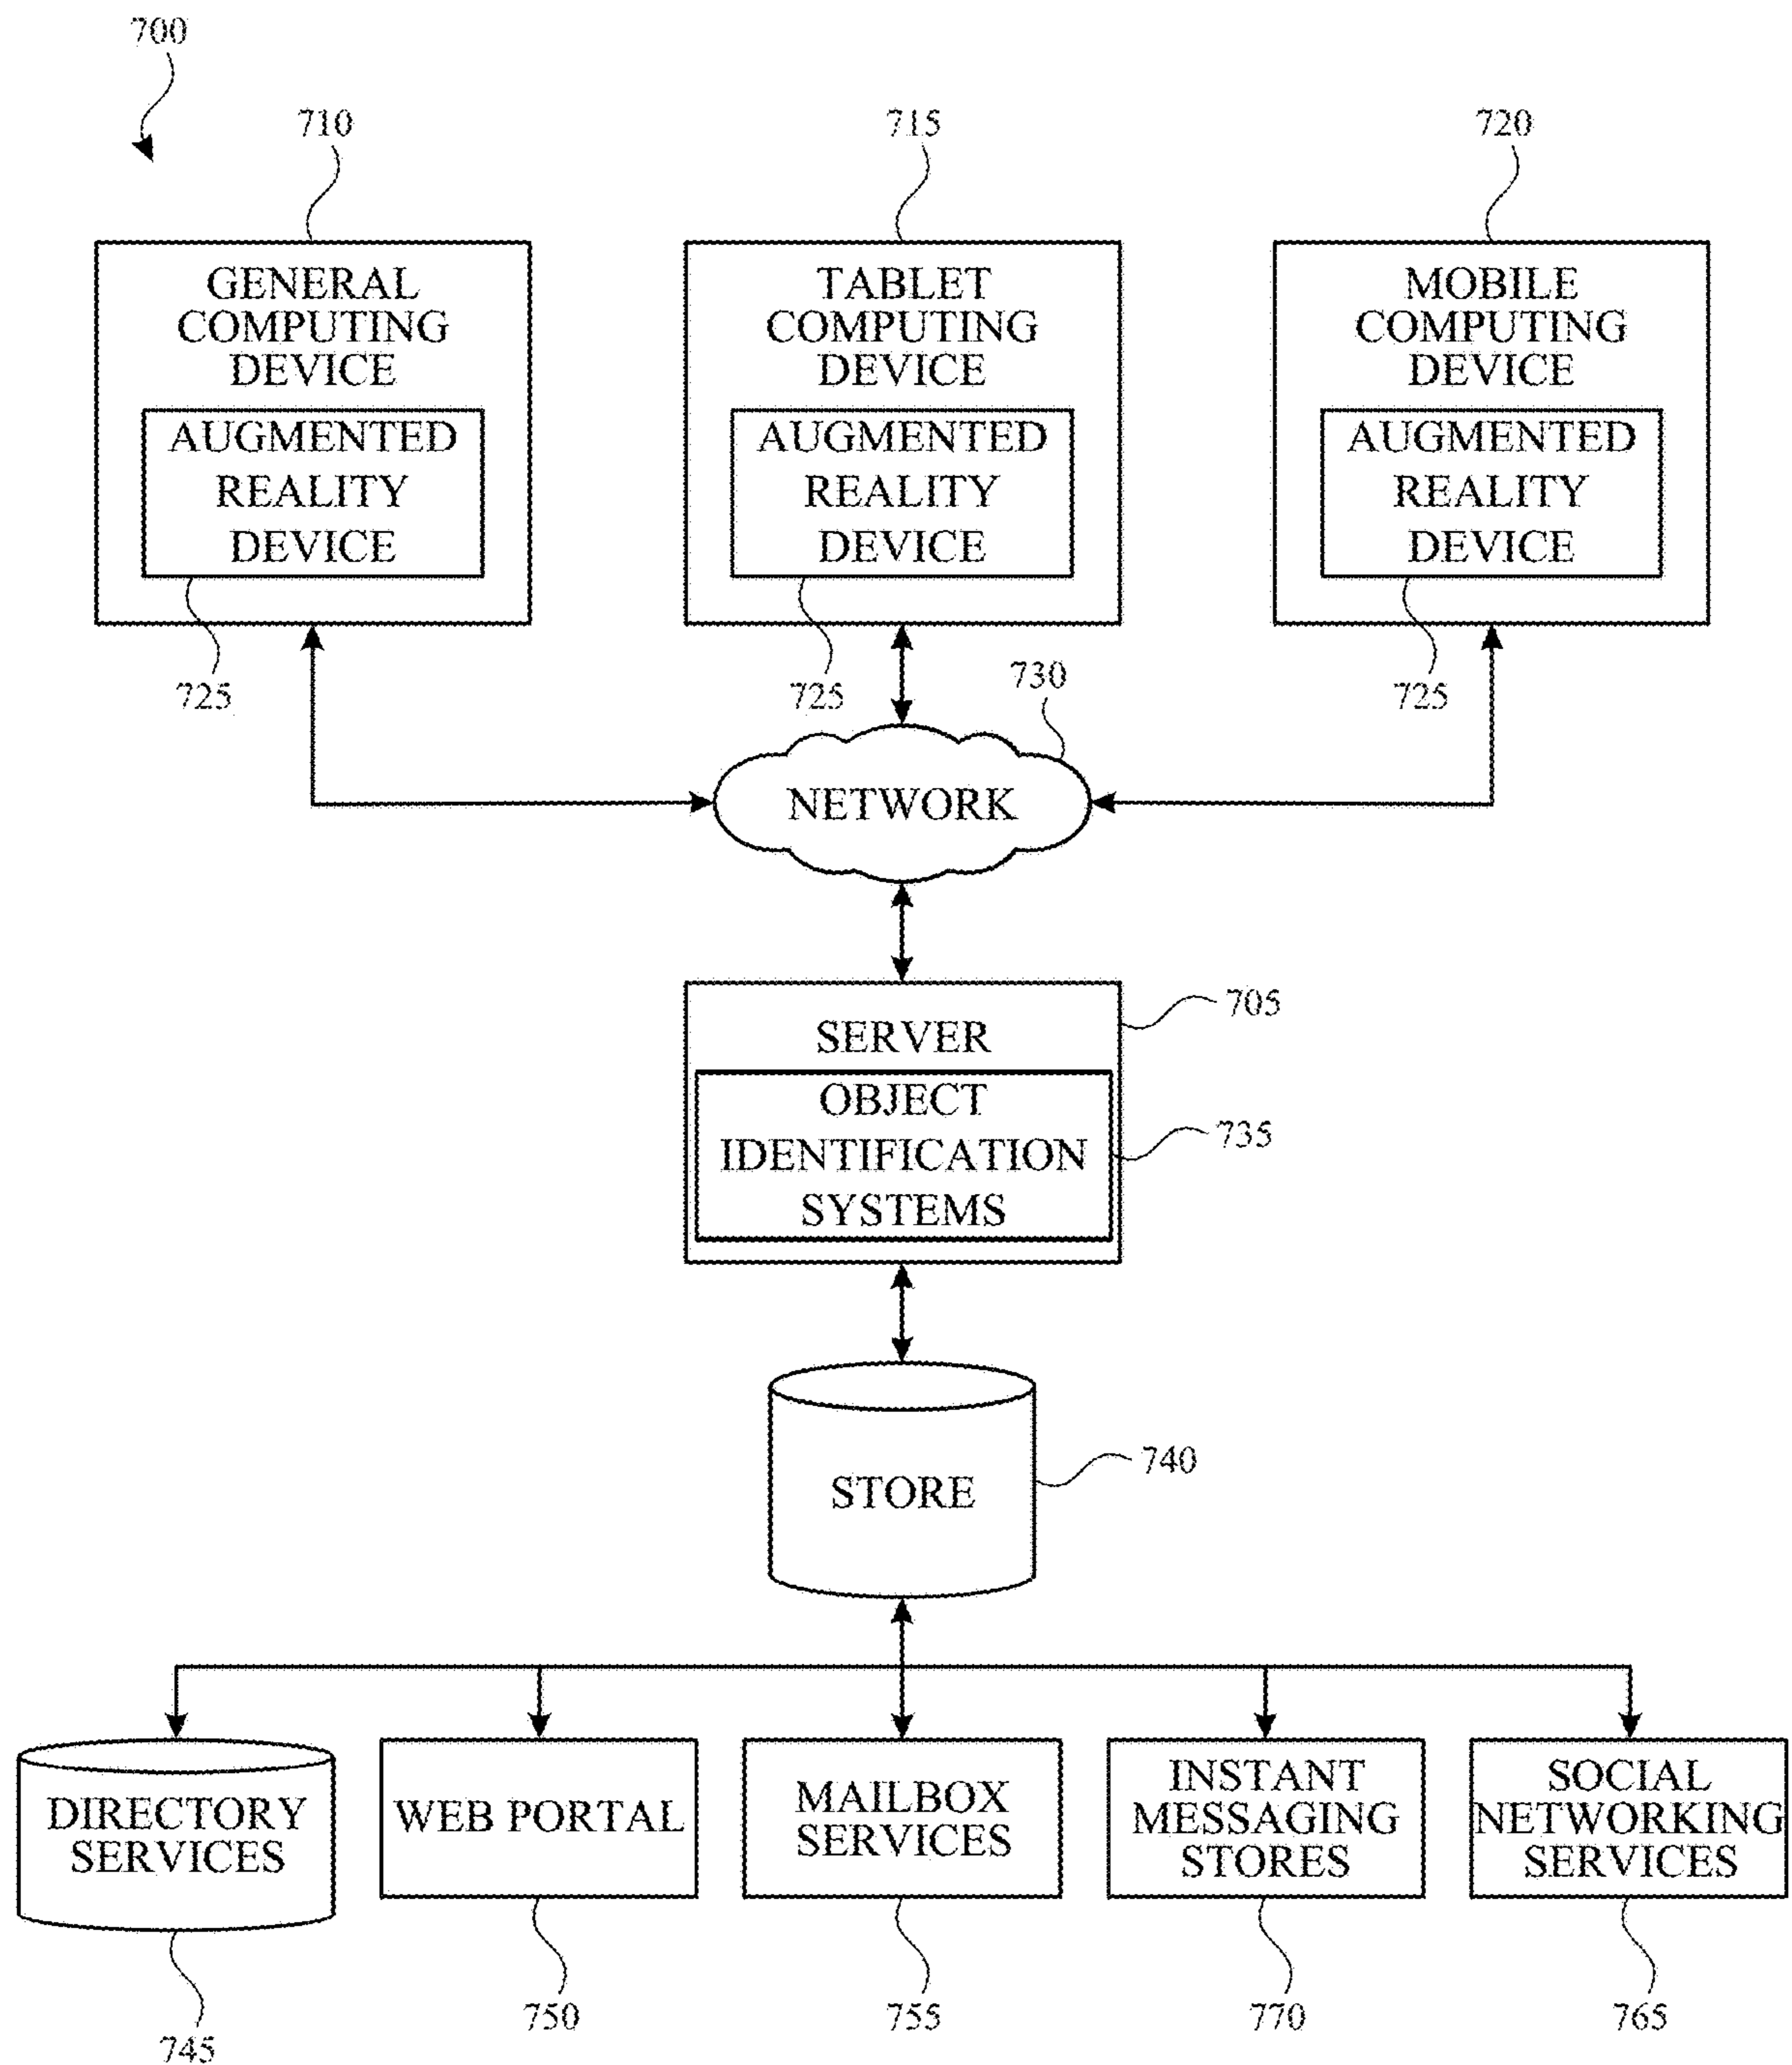 700
710
715
720
GENERAL
COMPUTING
DEVICE
AUGMENTED
REALITY
DEVICE
TABLET
COMPUTING
DEVICE
AUGMENTED
REALITY
DEVICE
MOBILE
COMPUTING
DEVICE
AUGMENTED
REALITY
DEVICE
725
725
730
725
NETWORK
705
SERVER
OBJECT
IDENTIFICATION
SYSTEMS
735
STORE
740
DIRECTORY
SERVICES
WEB PORTAL
MAILBOX
SERVICES
INSTANT
MESSAGING
STORES
SOCIAL
NETWORKING
SERVICES
745
750
755
770
765